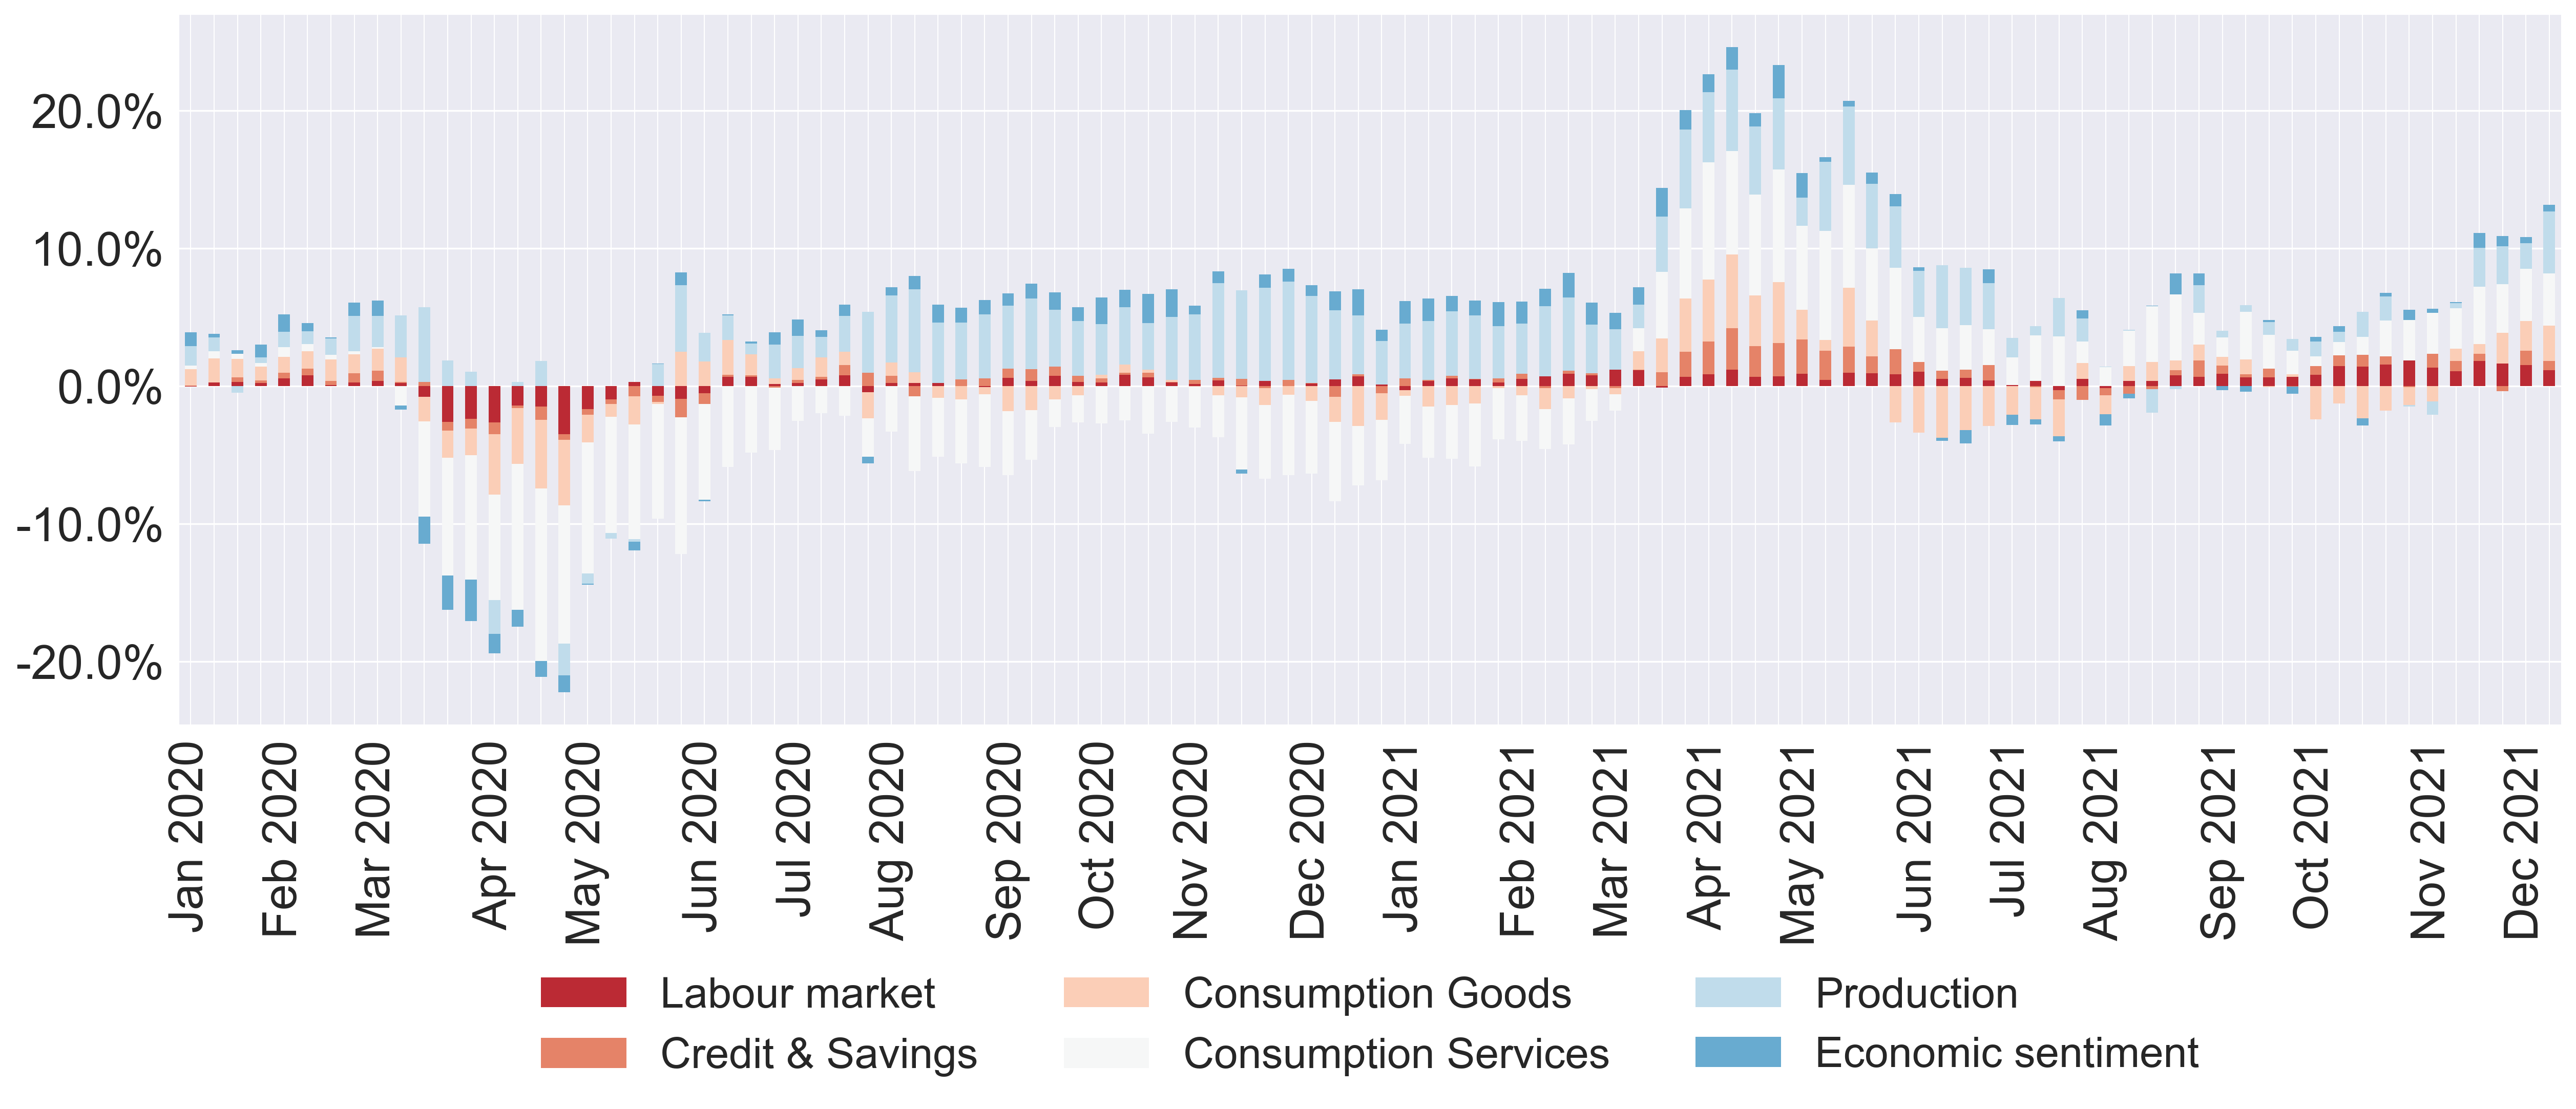 20.0%
10.0%
0.0%
-10.0%
-20.0%
Jan 2020
Feb 2020
Mar 2020
Apr 2020
May 2020
Jun 2020
Jul 2020
Aug 2020
Sep 2020
Oct 2020
Nov 2020
Dec 2020
Jan 2021
Feb 2021
Mar 2021
Apr 2021
May 2021
Jun 2021
Jul 2021
Aug 2021
Sep 2021
Oct 2021
Nov 2021
Dec 2021
Labour market
Consumption Goods
Production
Credit & Savings
Consumption Services
Economic sentiment